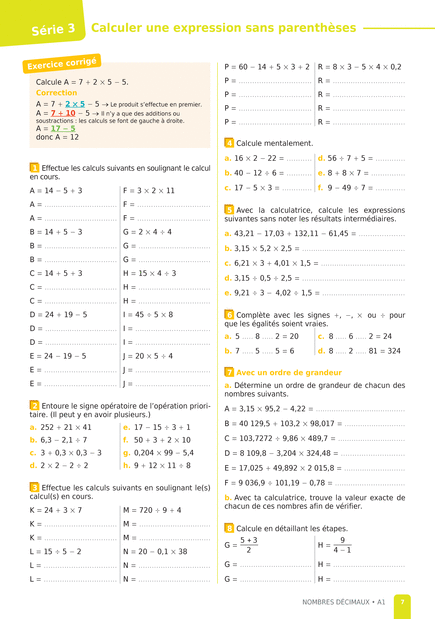 Série 3
Calculer une expression sans parenthèses
Exercice corrigé
Calcule A = 7 + 2 × 5 − 5.
Correction
A = 7 + 2 × 5 − 5 → Le produit s'effectue en premier.
A = 7 + 10 − 5 → Il n'y a que des additions ou
soustractions : les calculs se font de gauche à droite.
A = 17 − 5
donc A = 12
1 Effectue les calculs suivants en soulignant le calcul
en cours.
A = 14 − 5 + 3
A = ..............................
A = ..............................
B = 14 + 5 − 3
B = ..............................
B = ..............................
C = 14 + 5 + 3
C = ..............................
C = ..............................
D = 24 + 19 − 5
D = ..............................
D = ..............................
E = 24 − 19 − 5
E = ..............................
E = ..............................
F = 3 × 2 × 11
F = ..............................
F = ..............................
G = 2 × 4 ÷ 4
G = ..............................
G = ..............................
H = 15 × 4 ÷ 3
H = ..............................
H = ..............................
I = 45 ÷ 5 × 8
I = ..............................
I = ..............................
J = 20 × 5 ÷ 4
J = ..............................
J = ..............................
2 Entoure le signe opératoire de l'opération priori-
taire. (Il peut y en avoir plusieurs.)
a. 252 + 21 × 41
b. 6,3 − 2,1 ÷ 7
c. 3 + 0,3 × 0,3 − 3
d. 2 × 2 − 2 ÷ 2
e. 17 − 15 ÷ 3 + 1
f. 50 + 3 ÷ 2 × 10
g. 0,204 × 99 − 5,4
h. 9 + 12 × 11 ÷ 8
3 Effectue les calculs suivants en soulignant le(s)
calcul(s) en cours.
K = 24 + 3 × 7
K = ..............................
K = ..............................
L = 15 ÷ 5 − 2
L = ..............................
L = ..............................
M = 720 ÷ 9 + 4
M = ..............................
M = ..............................
N = 20 − 0,1 × 38
N = ..............................
N = ..............................
P = 60 − 14 + 5 × 3 + 2
P = ..............................
P = ..............................
P = ..............................
P = ..............................
R = 8 × 3 − 5 × 4 × 0,2
R = ..............................
R = ..............................
R = ..............................
R = ..............................
4 Calcule mentalement.
a. 16 × 2 − 22 = ...........
b. 40 − 12 ÷ 6 = ...........
c. 17 − 5 × 3 = ............
d. 56 ÷ 7 + 5 = ............
e. 8 + 8 × 7 = ............
f. 9 − 49 ÷ 7 = ............
5 Avec la calculatrice, calcule les expressions
suivantes sans noter les résultats intermédiaires.
a. 43,21 − 17,03 + 132,11 − 61,45 = ....................
b. 3,15 × 5,2 × 2,5 = ..............................
c. 6,21 × 3 + 4,01 × 1,5 = ..............................
d. 3,15 ÷ 0,5 ÷ 2,5 = ..............................
e. 9,21 ÷ 3 − 4,02 ÷ 1,5 = ..............................
6 Complète avec les signes +, −, × ou ÷ pour
que les égalités soient vraies.
a. 5 ..... 8 ..... 2 = 20
b. 7 ..... 5 ..... 5 = 6
c. 8 ..... 6 ..... 2 = 24
d. 8 ..... 2 ..... 81 = 324
7 Avec un ordre de grandeur
a. Détermine un ordre de grandeur de chacun des
nombres suivants.
A = 3,15 × 95,2 − 4,22 = ..............................
B = 40 129,5 + 103,2 × 98,017 = ....................
C = 103,7272 ÷ 9,86 × 489,7 = ....................
D = 8 109,8 − 3,204 × 324,48 = ....................
E = 17,025 + 49,892 × 2 015,8 = ....................
F = 9 036,9 ÷ 101,19 − 0,78 = ....................
b. Avec ta calculatrice, trouve la valeur exacte de
chacun de ces nombres afin de vérifier.
8 Calcule en détaillant les étapes.
G = 5 + 3 / 2
G = ..............................
G = ..............................
H = 9 / 4 − 1
H = ..............................
H = ..............................
NOMBRES DÉCIMAUX • A1
7